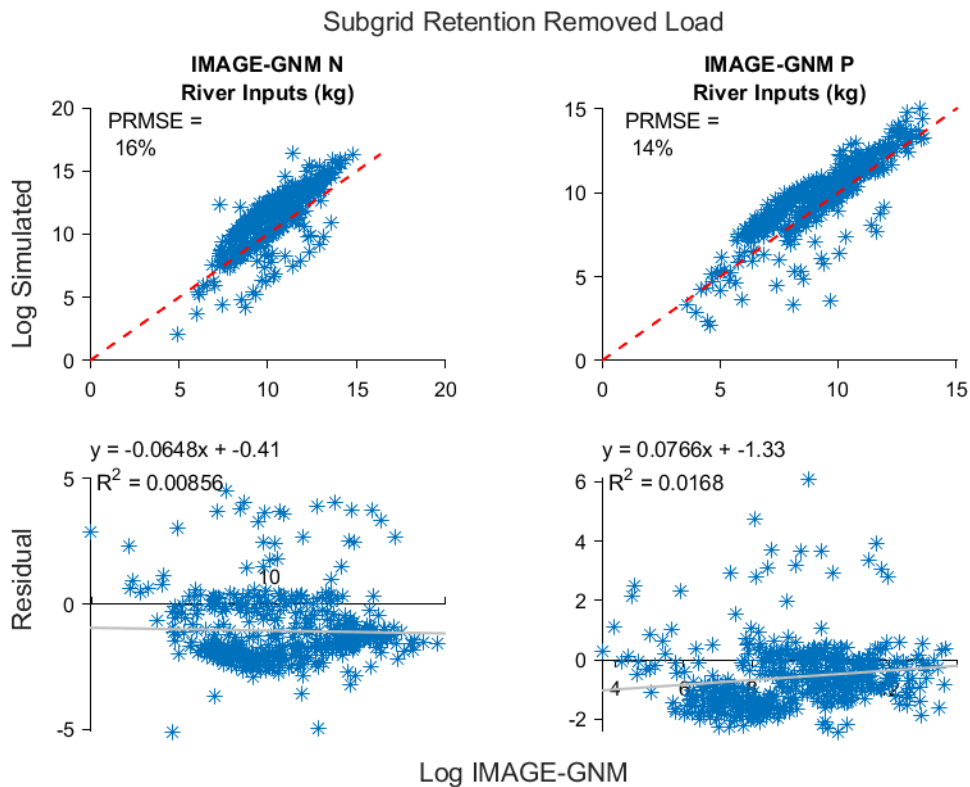 Subgrid Retention Removed Load
IMAGE-GNM N
River Inputs (kg)
IMAGE-GNM P
River Inputs (kg)
20
15
10
5
0
PRMSE =
16%
0 5 10 15 20
15
10
5
0
PRMSE =
14%
0 5 10 15
Log Simulated
y = -0.0648x + -0.41
R² = 0.00856
5
0
-5
10
y = 0.0766x + -1.33
R² = 0.0168
6
4
2
0
-2
4 6 8
Residual
Log IMAGE-GNM